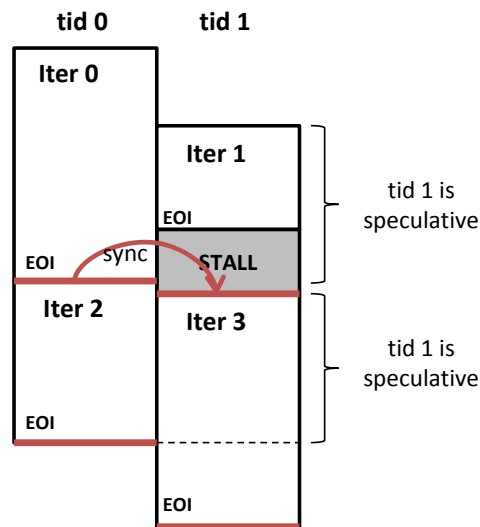 tid 0
tid 1
Iter 0
Iter 1
tid 1 is
speculative
EOI
EOI
sync
STALL
Iter 2
Iter 3
tid 1 is
speculative
EOI
EOI